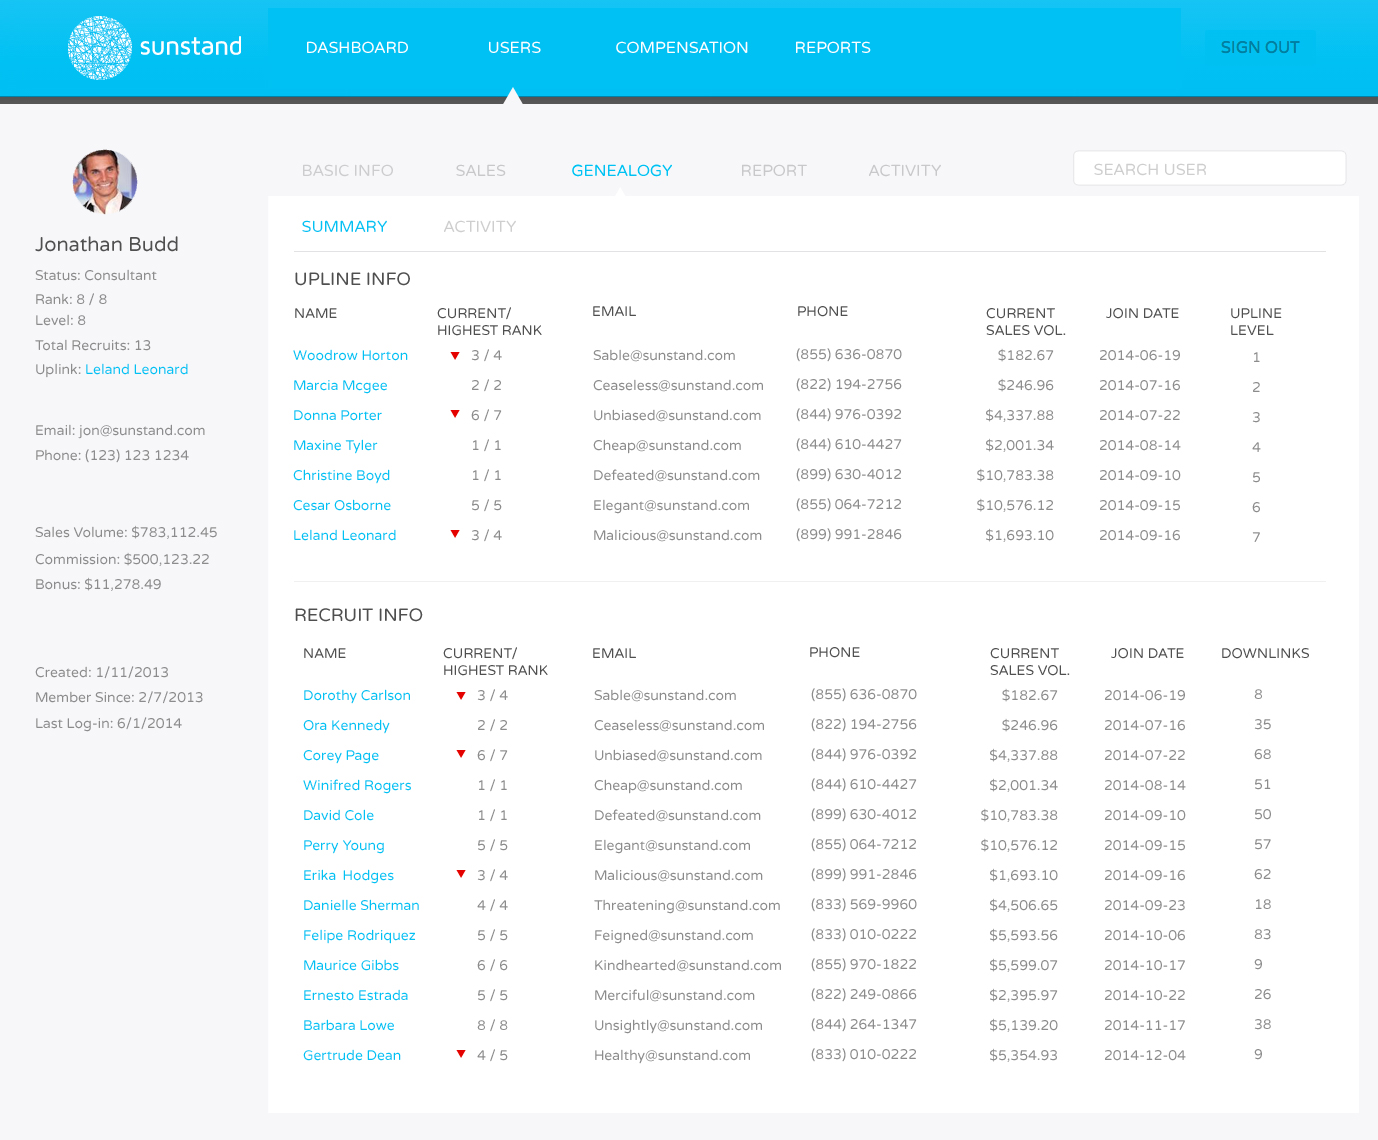 sunstand
DASHBOARD USERS COMPENSATION REPORTS SIGN OUT
BASIC INFO SALES GENEALOGY REPORT ACTIVITY SEARCH USER
Jonathan Budd
Status: Consultant
Rank: 8 / 8
Level: 8
Total Recruits: 13
Uplink: Leland Leonard
Email: jon@sunstand.com
Phone: (123) 123 1234
Sales Volume: $783,112.45
Commission: $500,123.22
Bonus: $11,278.49
Created: 1/11/2013
Member Since: 2/7/2013
Last Log-in: 6/1/2014
SUMMARY ACTIVITY
UPLINE INFO
NAME CURRENT/ EMAIL PHONE CURRENT JOIN DATE UPLINE
HIGHEST RANK SALES VOL. LEVEL
Woodrow Horton 3 / 4 Sable@sunstand.com (855) 636-0870 $182.67 2014-06-19 1
Marcia Mcgee 2 / 2 Ceaseless@sunstand.com (822) 194-2756 $246.96 2014-07-16 2
Donna Porter 6 / 7 Unbiased@sunstand.com (844) 976-0392 $4,337.88 2014-07-22 3
Maxine Tyler 1 / 1 Cheap@sunstand.com (844) 610-4427 $2,001.34 2014-08-14 4
Christine Boyd 1 / 1 Defeated@sunstand.com (899) 630-4012 $10,783.38 2014-09-10 5
Cesar Osborne 5 / 5 Elegant@sunstand.com (855) 064-7212 $10,576.12 2014-09-15 6
Leland Leonard 3 / 4 Malicious@sunstand.com (899) 991-2846 $1,693.10 2014-09-16 7
RECRUIT INFO
NAME CURRENT/ EMAIL PHONE CURRENT JOIN DATE DOWNLINKS
HIGHEST RANK SALES VOL.
Dorothy Carlson 3 / 4 Sable@sunstand.com (855) 636-0870 $182.67 2014-06-19 8
Ora Kennedy 2 / 2 Ceaseless@sunstand.com (822) 194-2756 $246.96 2014-07-16 35
Corey Page 6 / 7 Unbiased@sunstand.com (844) 976-0392 $4,337.88 2014-07-22 68
Winifred Rogers 1 / 1 Cheap@sunstand.com (844) 610-4427 $2,001.34 2014-08-14 51
David Cole 1 / 1 Defeated@sunstand.com (899) 630-4012 $10,783.38 2014-09-10 50
Perry Young 5 / 5 Elegant@sunstand.com (855) 064-7212 $10,576.12 2014-09-15 57
Erika Hodges 3 / 4 Malicious@sunstand.com (899) 991-2846 $1,693.10 2014-09-16 62
Danielle Sherman 4 / 4 Threatening@sunstand.com (833) 569-9960 $4,506.65 2014-09-23 18
Felipe Rodriquez 5 / 5 Feigned@sunstand.com (833) 010-0222 $5,593.56 2014-10-06 83
Maurice Gibbs 6 / 6 Kindhearted@sunstand.com (855) 970-1822 $5,599.07 2014-10-17 9
Ernesto Estrada 5 / 5 Merciful@sunstand.com (822) 249-0866 $2,395.97 2014-10-22 26
Barbara Lowe 8 / 8 Unsightly@sunstand.com (844) 264-1347 $5,139.20 2014-11-17 38
Gertrude Dean 4 / 5 Healthy@sunstand.com (833) 010-0222 $5,354.93 2014-12-04 9